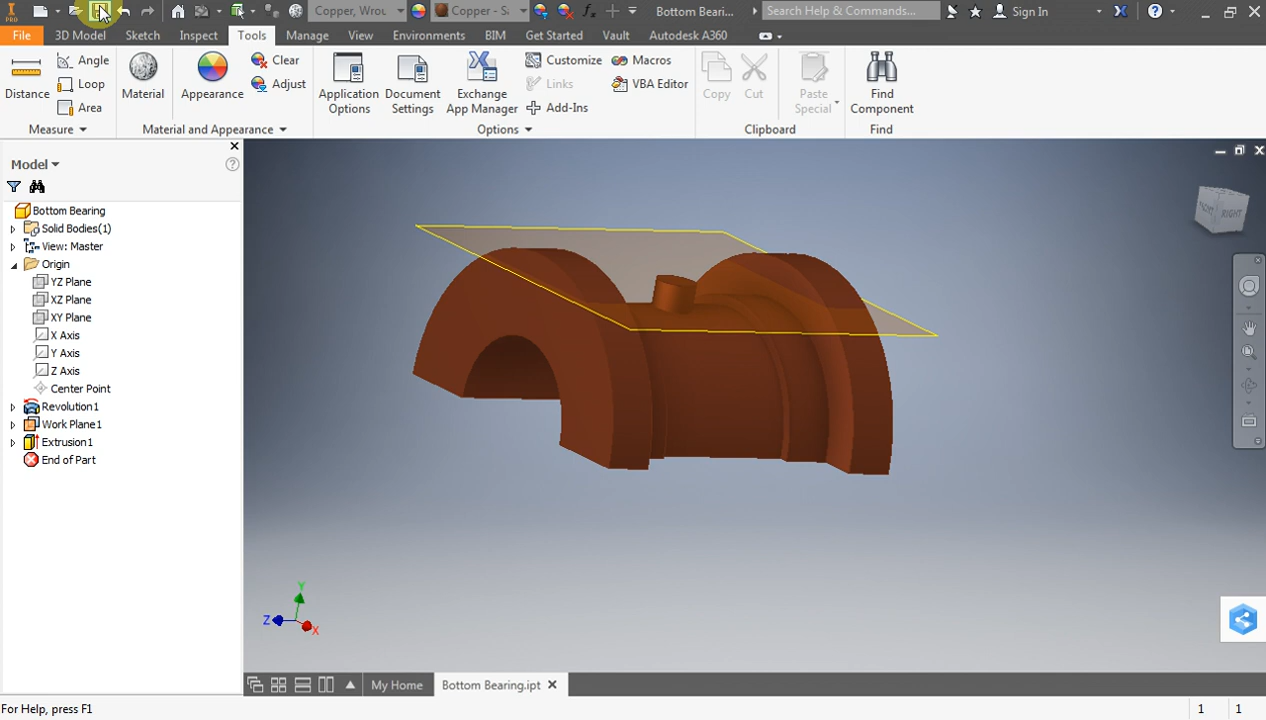 PRO
Copper, Wrou
Copper - S
Bottom Beari...
Search Help & Commands...
Sign In
File
3D Model
Sketch
Inspect
Tools
Manage
View
Environments
BIM
Get Started
Vault
Autodesk A360
Distance
Angle
Loop
Area
Measure
Material
Appearance
Clear
Adjust
Material and Appearance
Application Options
Document Settings
Exchange App Manager
Customize
Links
Add-Ins
Macros
VBA Editor
Options
Copy
Cut
Paste Special
Clipboard
Find Component
Find
Model
Bottom Bearing
Solid Bodies(1)
View: Master
Origin
YZ Plane
XZ Plane
XY Plane
X Axis
Y Axis
Z Axis
Center Point
Revolution1
Work Plane1
Extrusion1
End of Part
FRONT
RIGHT
Y
Z
X
My Home
Bottom Bearing.ipt
For Help, press F1
1
1